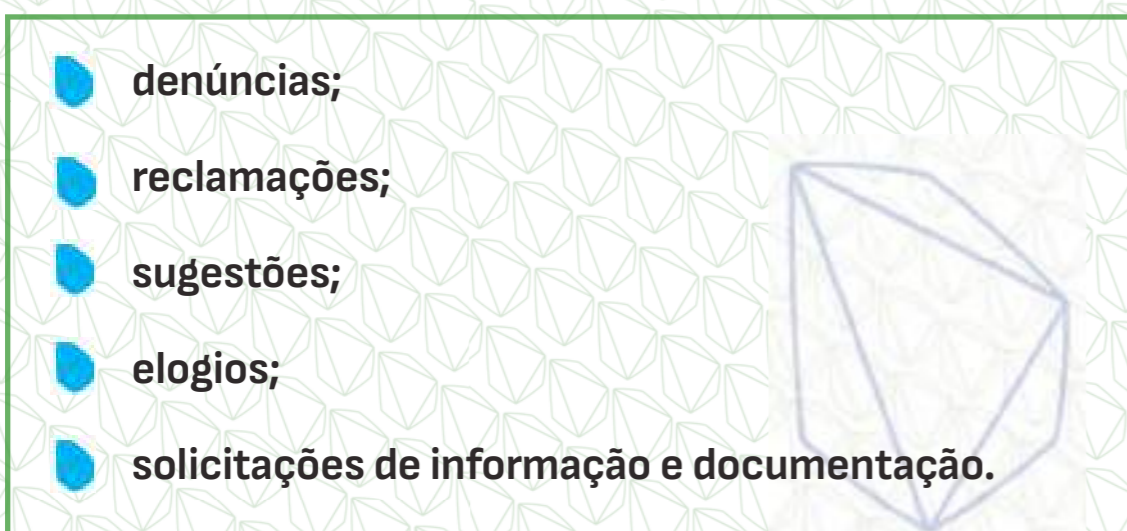 denúncias;
reclamações;
sugestões;
elogios;
solicitações de informação e documentação.